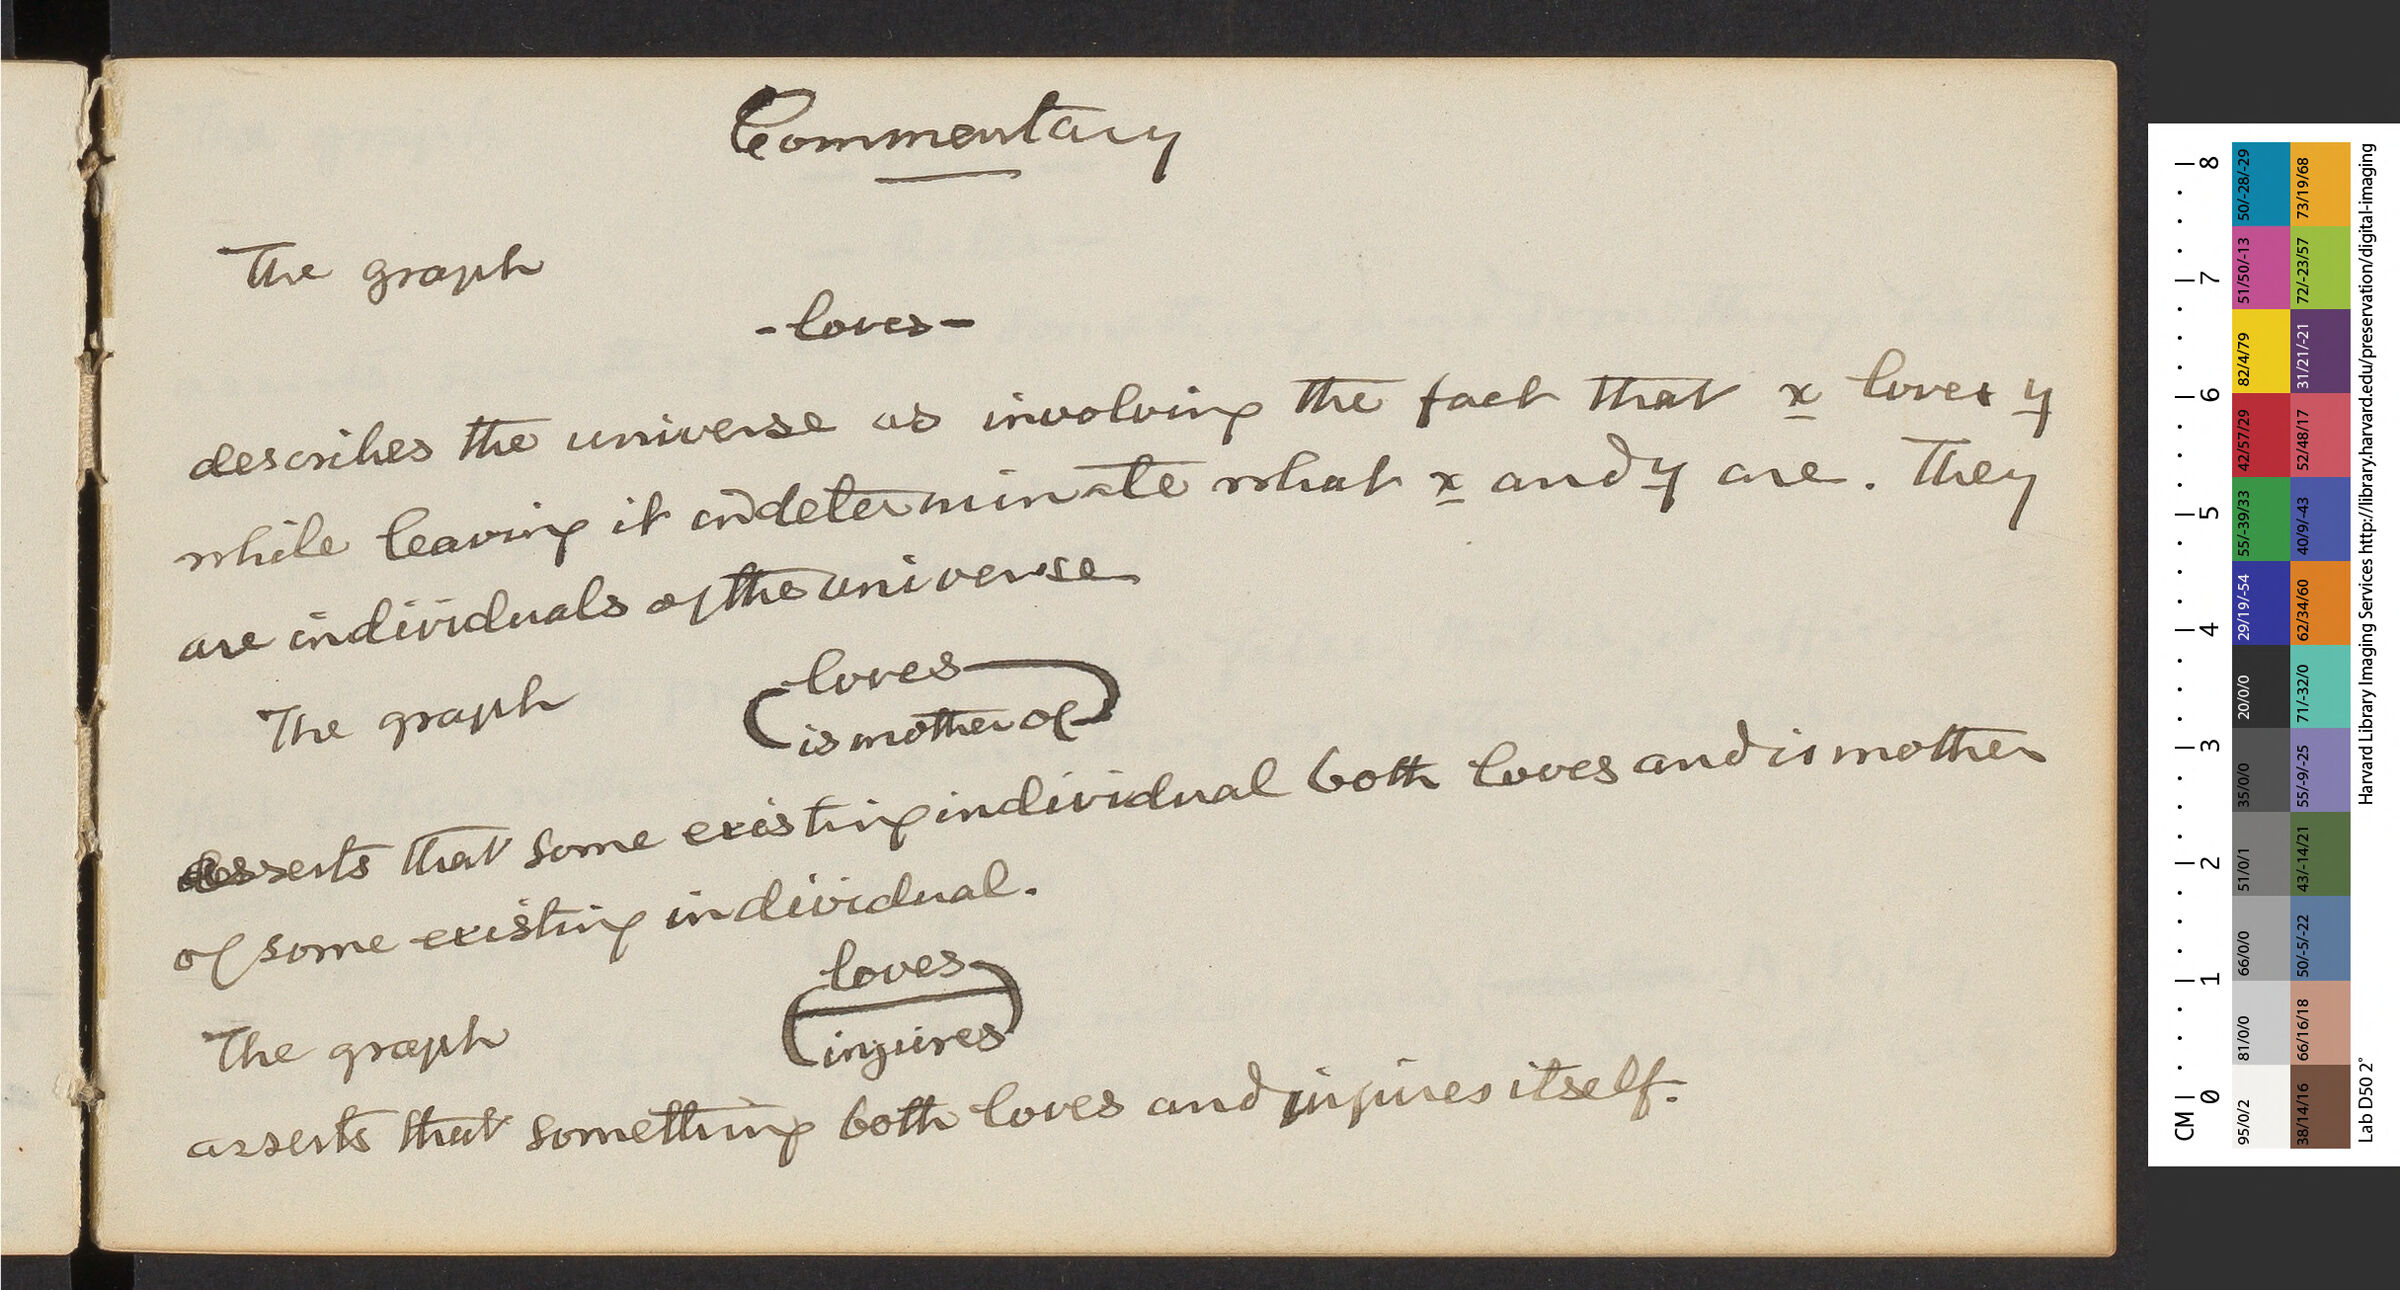 Commentary
The graph
-loves-
describes the universe as involving the fact that x loves y
while leaving it indeterminate what x and y are. They
are individuals of the universe
The graph
loves
is mother of
asserts that some existing individual both loves and is mother
of some existing individual.
The graph
loves
injures
asserts that something both loves and injures itself.
CM 0 1 2 3 4 5 6 7 8
95/0/2 81/0/0 66/0/0 51/0/1 35/0/0 20/0/0 29/19/-54 55/-39/33 42/57/29 82/4/79 51/50/-13 50/-28/-29
38/14/16 66/16/18 50/-5/-22 43/-14/21 55/-9/-25 71/-32/0 62/34/60 40/9/-43 52/48/17 31/21/-21 72/-23/57 73/19/68
Lab D50 2° Harvard Library Imaging Services http://library.harvard.edu/preservation/digital-imaging